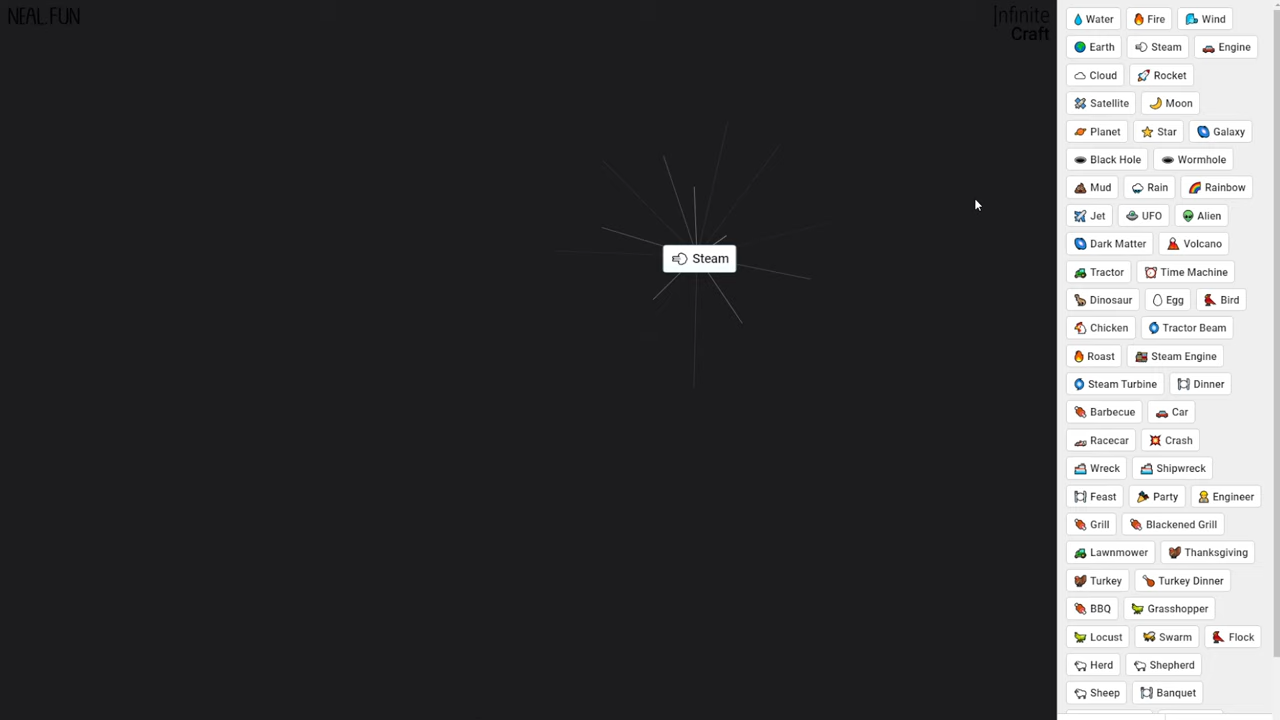 NEAL.FUN
Infinite
Craft
Steam
Water Fire Wind
Earth Steam Engine
Cloud Rocket
Satellite Moon
Planet Star Galaxy
Black Hole Wormhole
Mud Rain Rainbow
Jet UFO Alien
Dark Matter Volcano
Tractor Time Machine
Dinosaur Egg Bird
Chicken Tractor Beam
Roast Steam Engine
Steam Turbine Dinner
Barbecue Car
Racecar Crash
Wreck Shipwreck
Feast Party Engineer
Grill Blackened Grill
Lawnmower Thanksgiving
Turkey Turkey Dinner
BBQ Grasshopper
Locust Swarm Flock
Herd Shepherd
Sheep Banquet